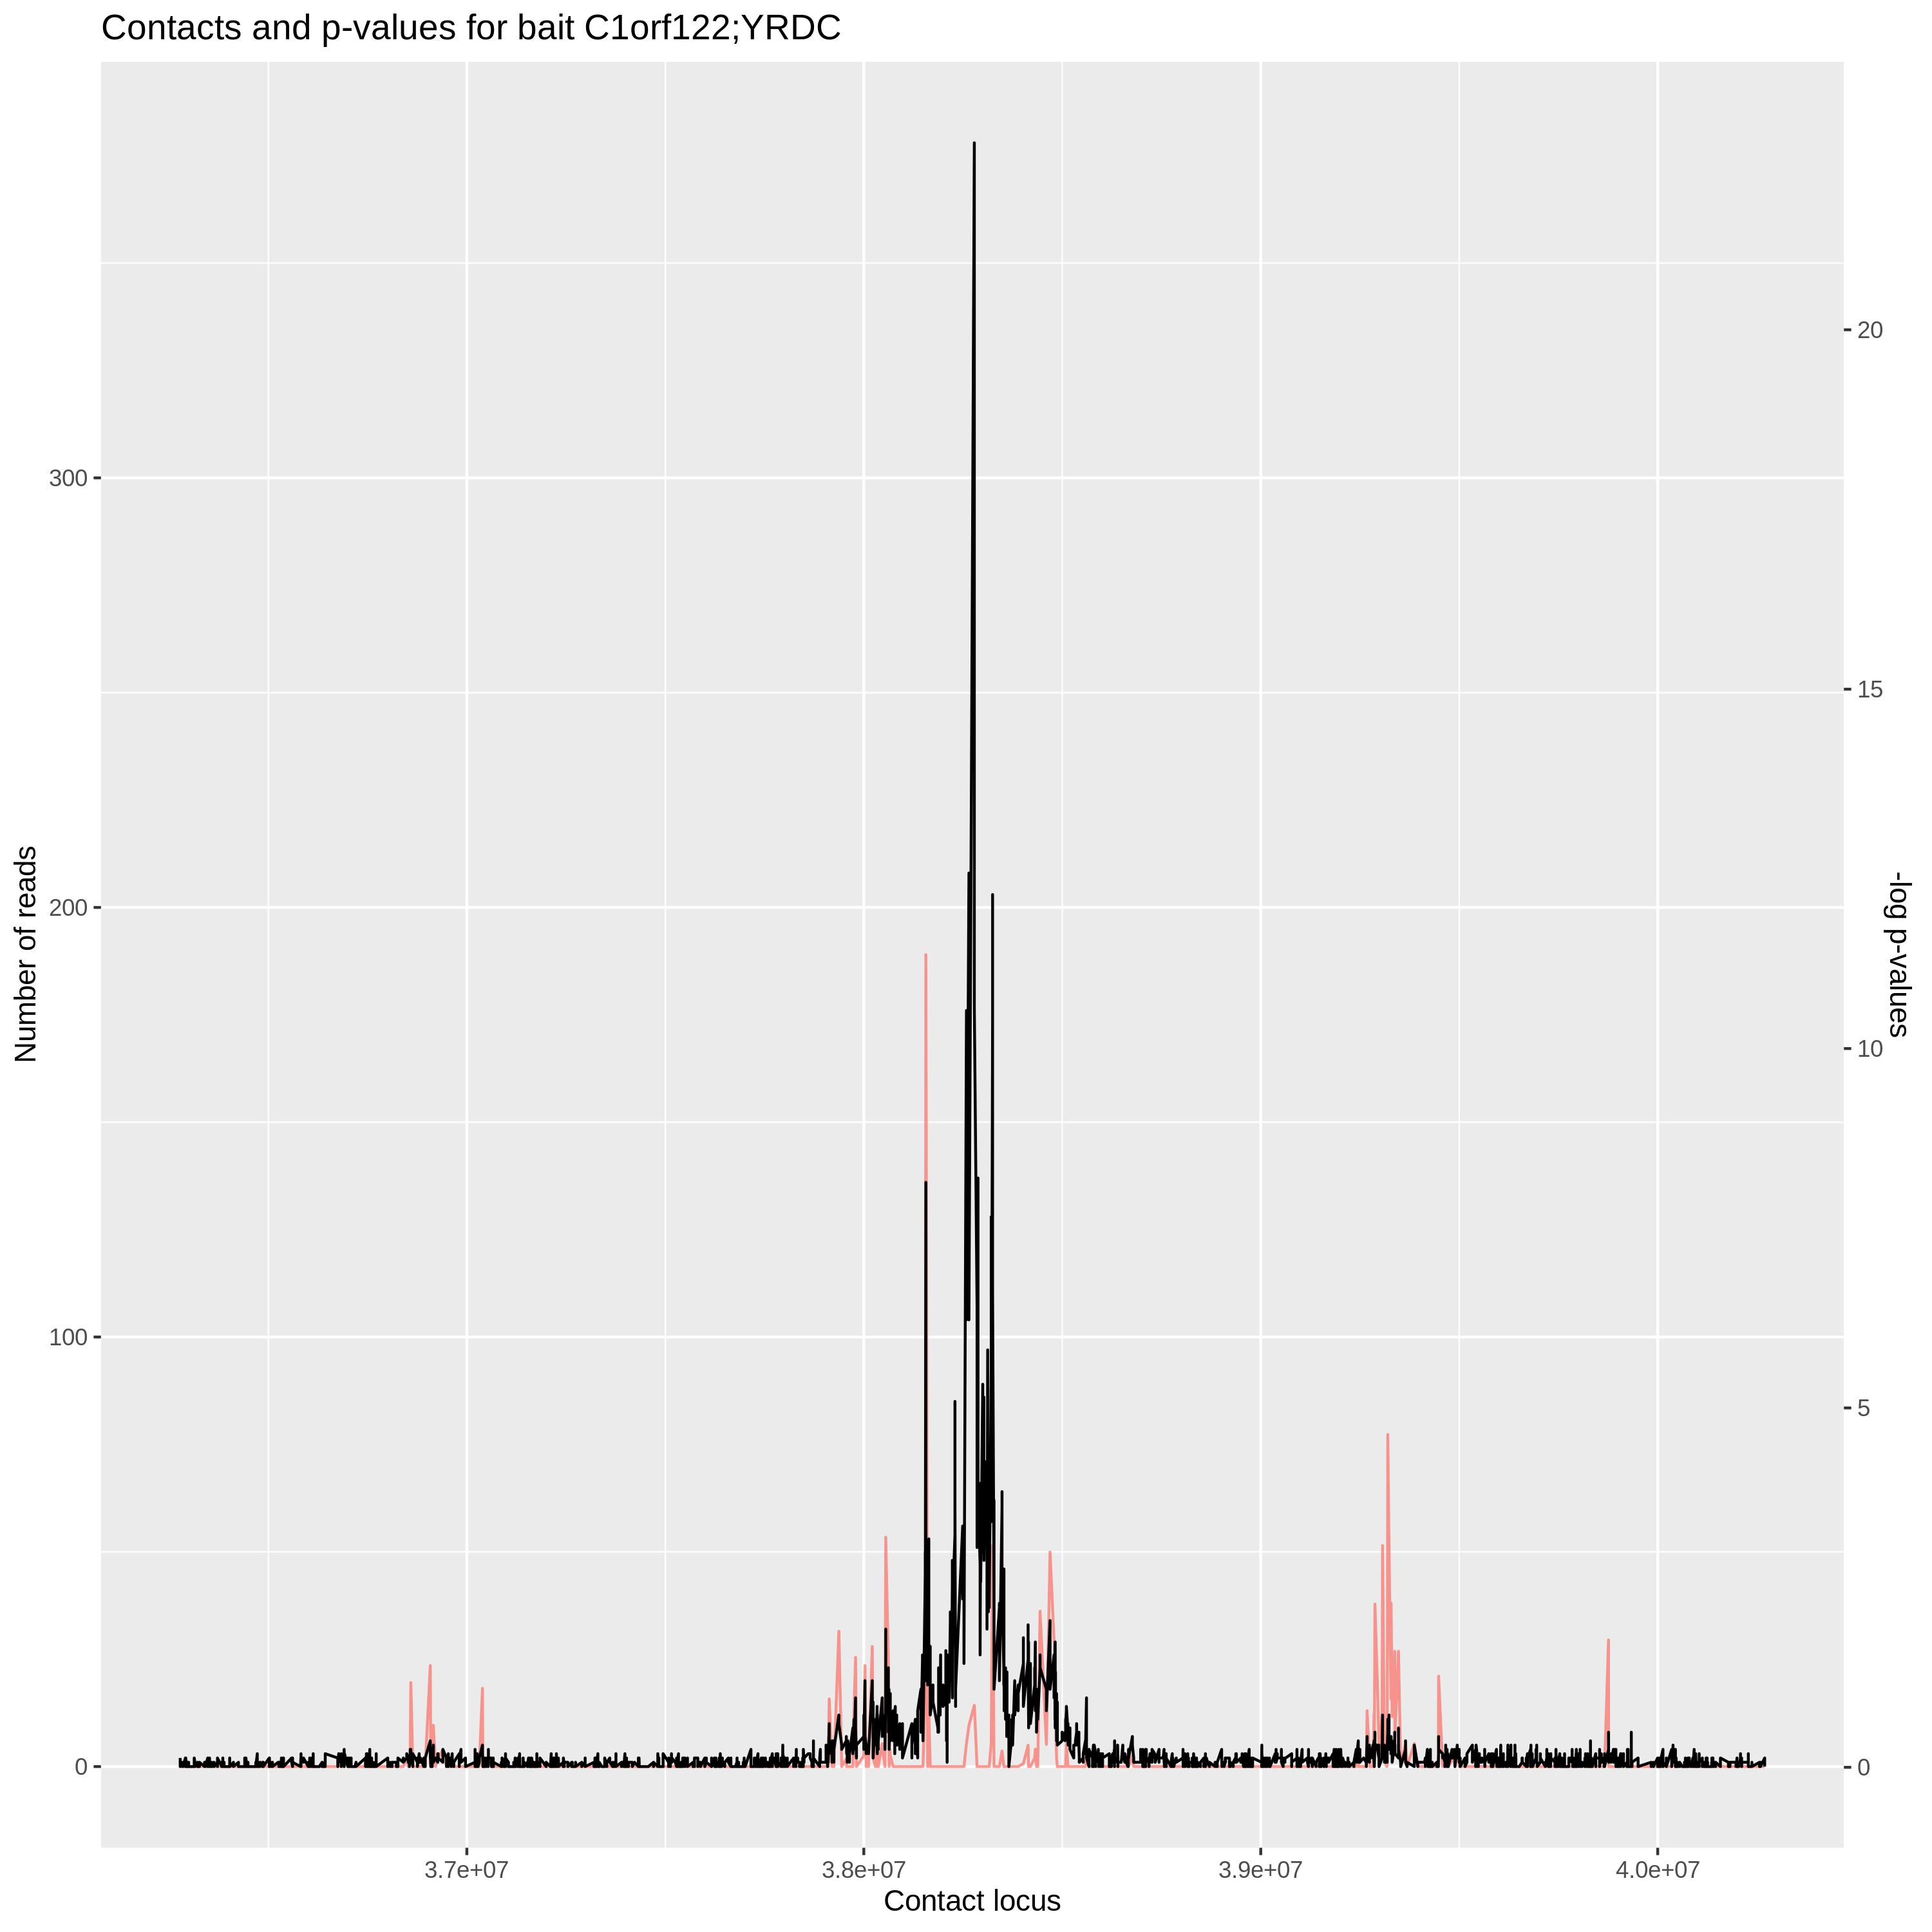 Contacts and p-values for bait C1orf122;YRDC
Number of reads
300
200
100
0
20
15
10
5
0
-log p-values
3.7e+07
3.8e+07
3.9e+07
4.0e+07
Contact locus